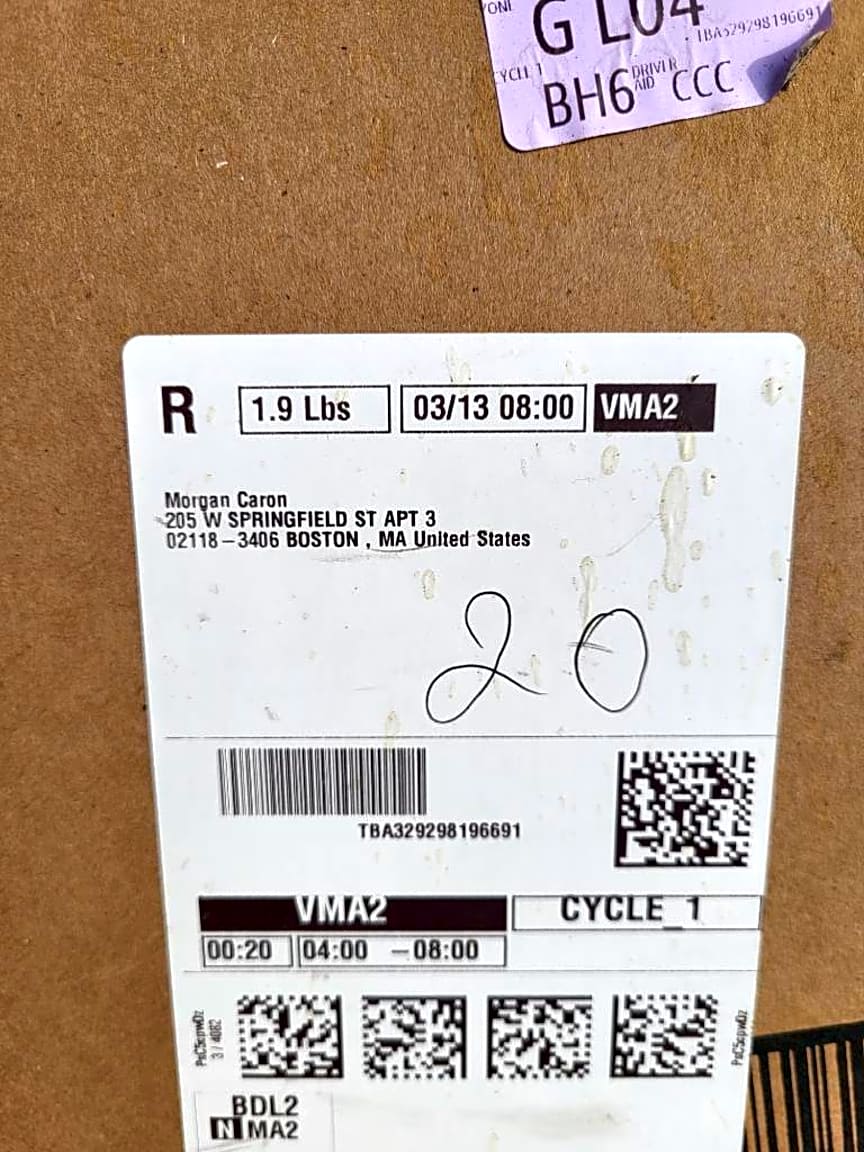 G L04
TBA329298196691
CYCLE 1
BH6 DRIVER AID CCC
R 1.9 Lbs 03/13 08:00 VMA2
Morgan Caron
205 W SPRINGFIELD ST APT 3
02118-3406 BOSTON , MA United States
20
TBA329298196691
VMA2 CYCLE_1
00:20 04:00 -08:00
3 / 4082
BDL2
N MA2